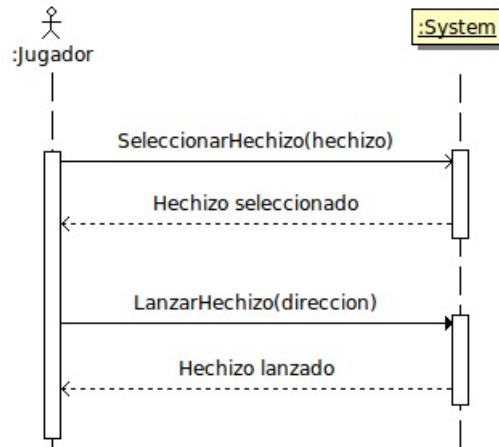 :Jugador
:System
SeleccionarHechizo(hechizo)
Hechizo seleccionado
LanzarHechizo(direccion)
Hechizo lanzado